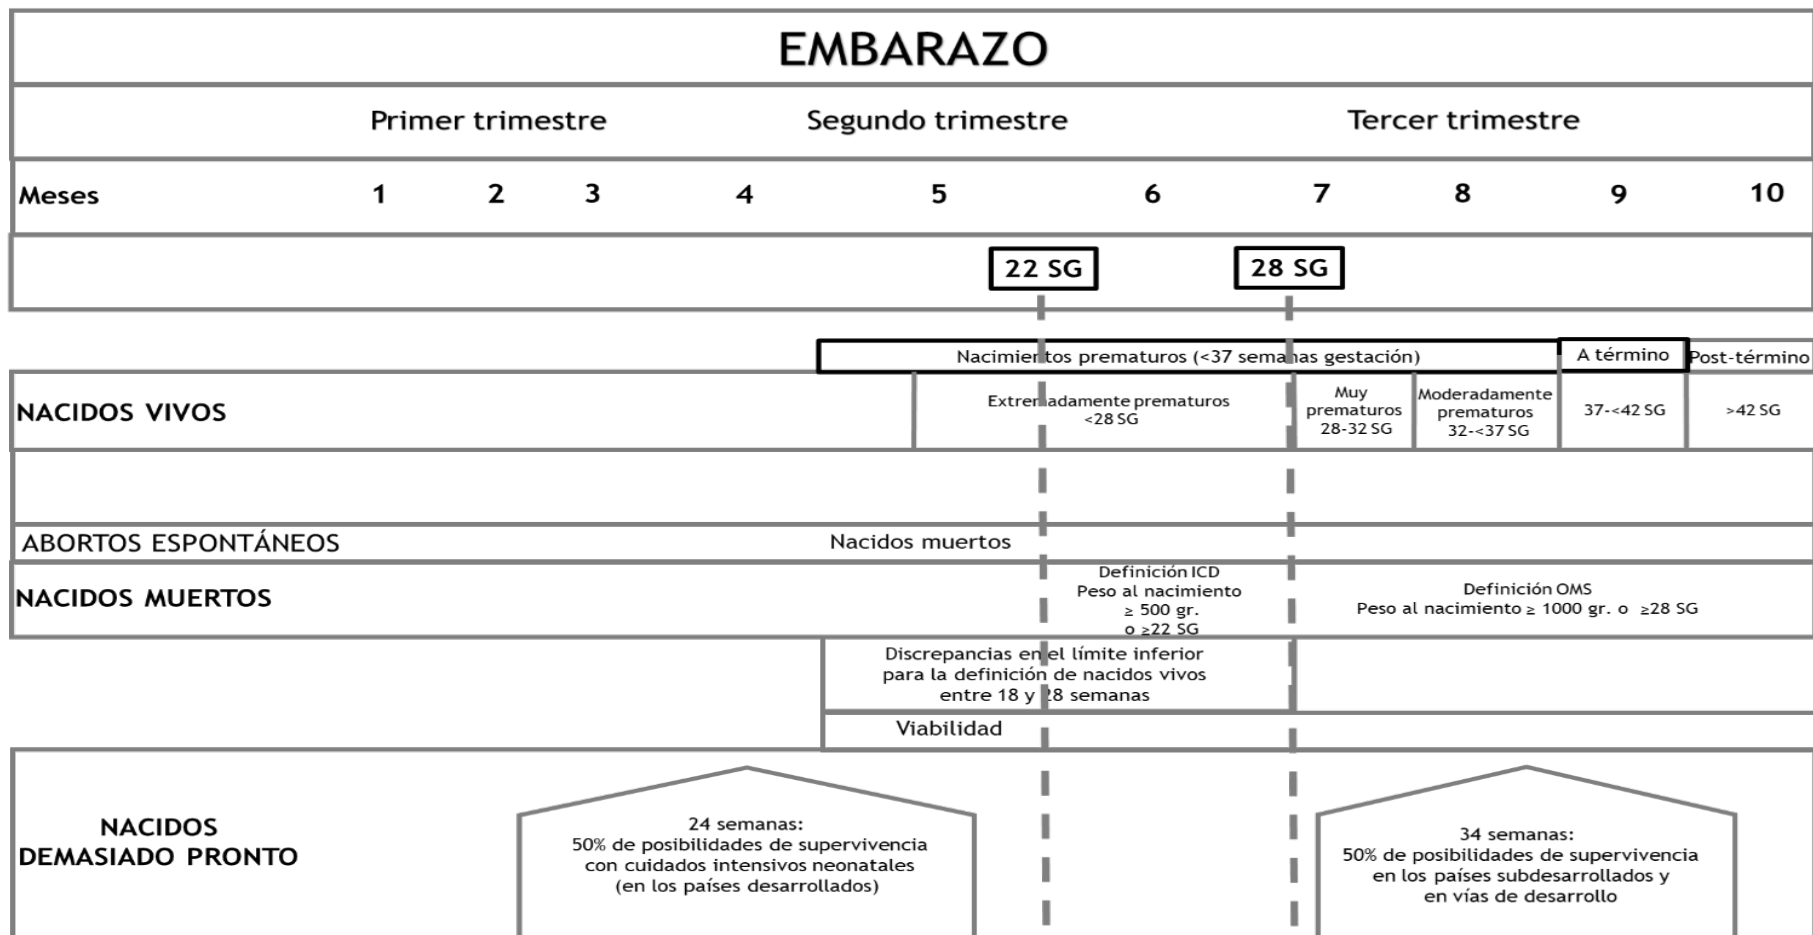 EMBARAZO
Primer trimestre Segundo trimestre Tercer trimestre
Meses 1 2 3 4 5 6 7 8 9 10
22 SG 28 SG
Nacimientos prematuros (<37 semanas gestación) A término Post-término
NACIDOS VIVOS
Extremadamente prematuros
<28 SG
Muy
prematuros
28-32 SG
Moderadamente
prematuros
32-<37 SG
37-<42 SG
>42 SG
ABORTOS ESPONTÁNEOS Nacidos muertos
NACIDOS MUERTOS
Definición ICD
Peso al nacimiento
≥ 500 gr.
o ≥22 SG
Definición OMS
Peso al nacimiento ≥ 1000 gr. o ≥28 SG
Discrepancias en el límite inferior
para la definición de nacidos vivos
entre 18 y 28 semanas
Viabilidad
NACIDOS
DEMASIADO PRONTO
24 semanas:
50% de posibilidades de supervivencia
con cuidados intensivos neonatales
(en los países desarrollados)
34 semanas:
50% de posibilidades de supervivencia
en los países subdesarrollados y
en vías de desarrollo